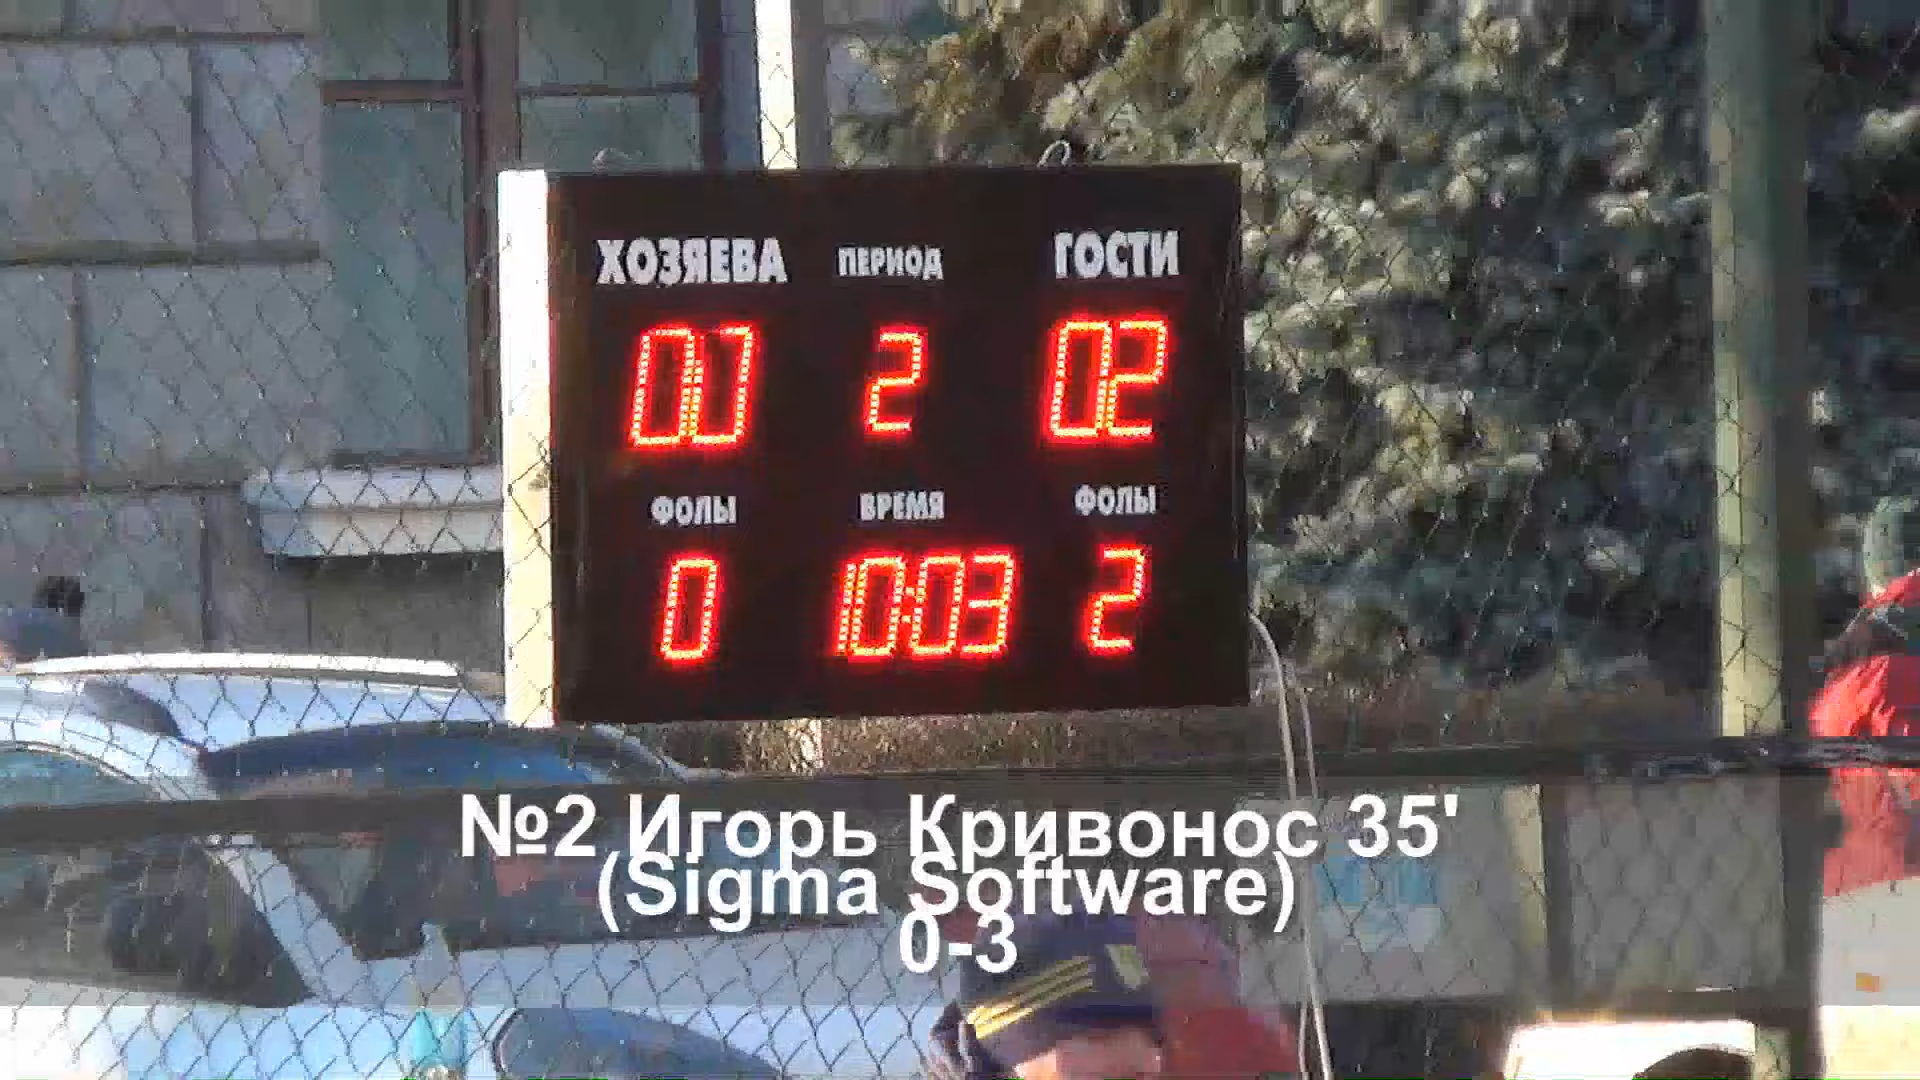 ХОЗЯЕВА ПЕРИОД ГОСТИ
00 2 02
ФОЛЫ ВРЕМЯ ФОЛЫ
0 10:03 2
№2 Игорь Кривонос 35'
(Sigma Software)
0-3